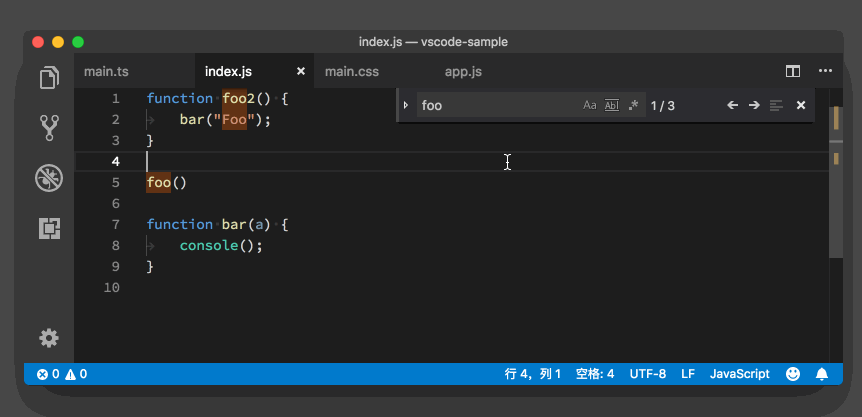 index.js — vscode-sample
main.ts index.js × main.css app.js
foo Aa Ab| .* 1 / 3
1 function foo2() {
2 bar("Foo");
3 }
4
5 foo()
6
7 function bar(a) {
8 console();
9 }
10
0 0 行 4，列 1 空格: 4 UTF-8 LF JavaScript